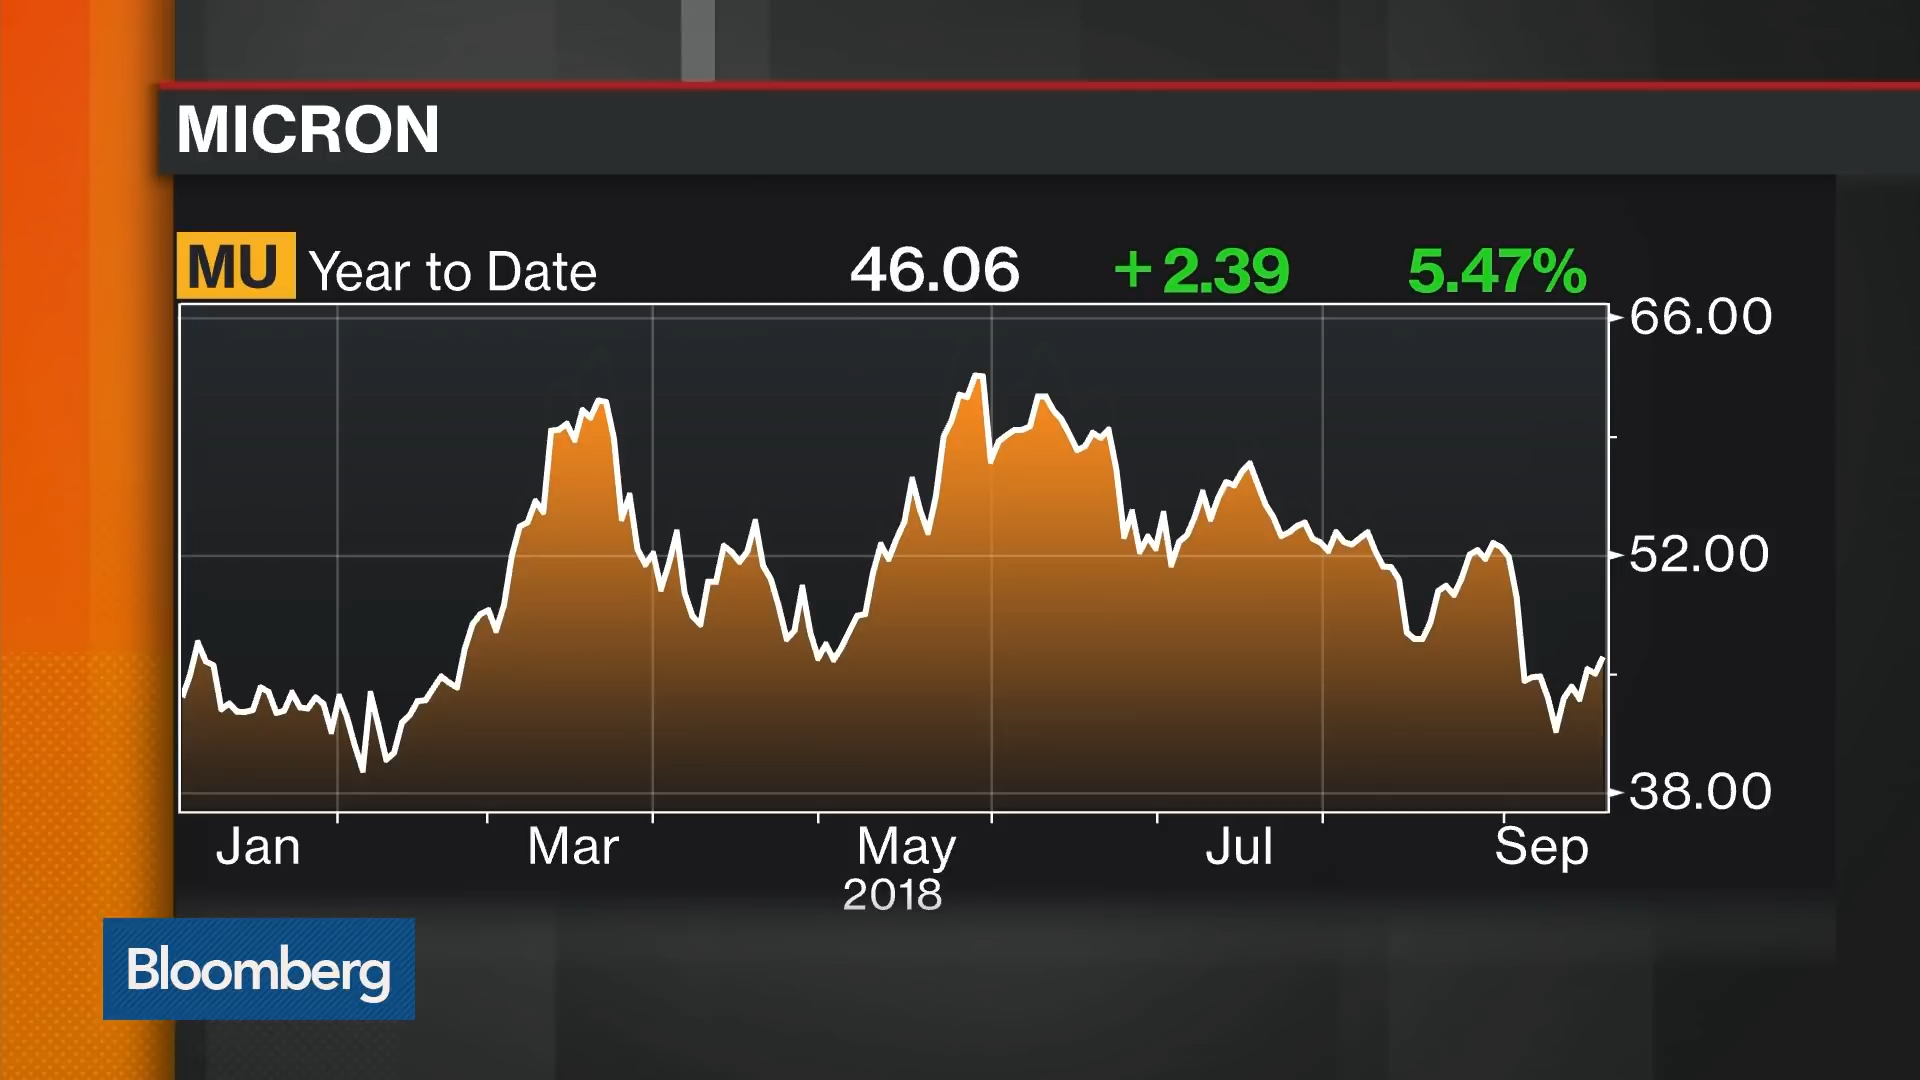 MICRON
MU Year to Date 46.06 +2.39 5.47%
66.00
52.00
38.00
Jan Mar May Jul Sep
2018
Bloomberg